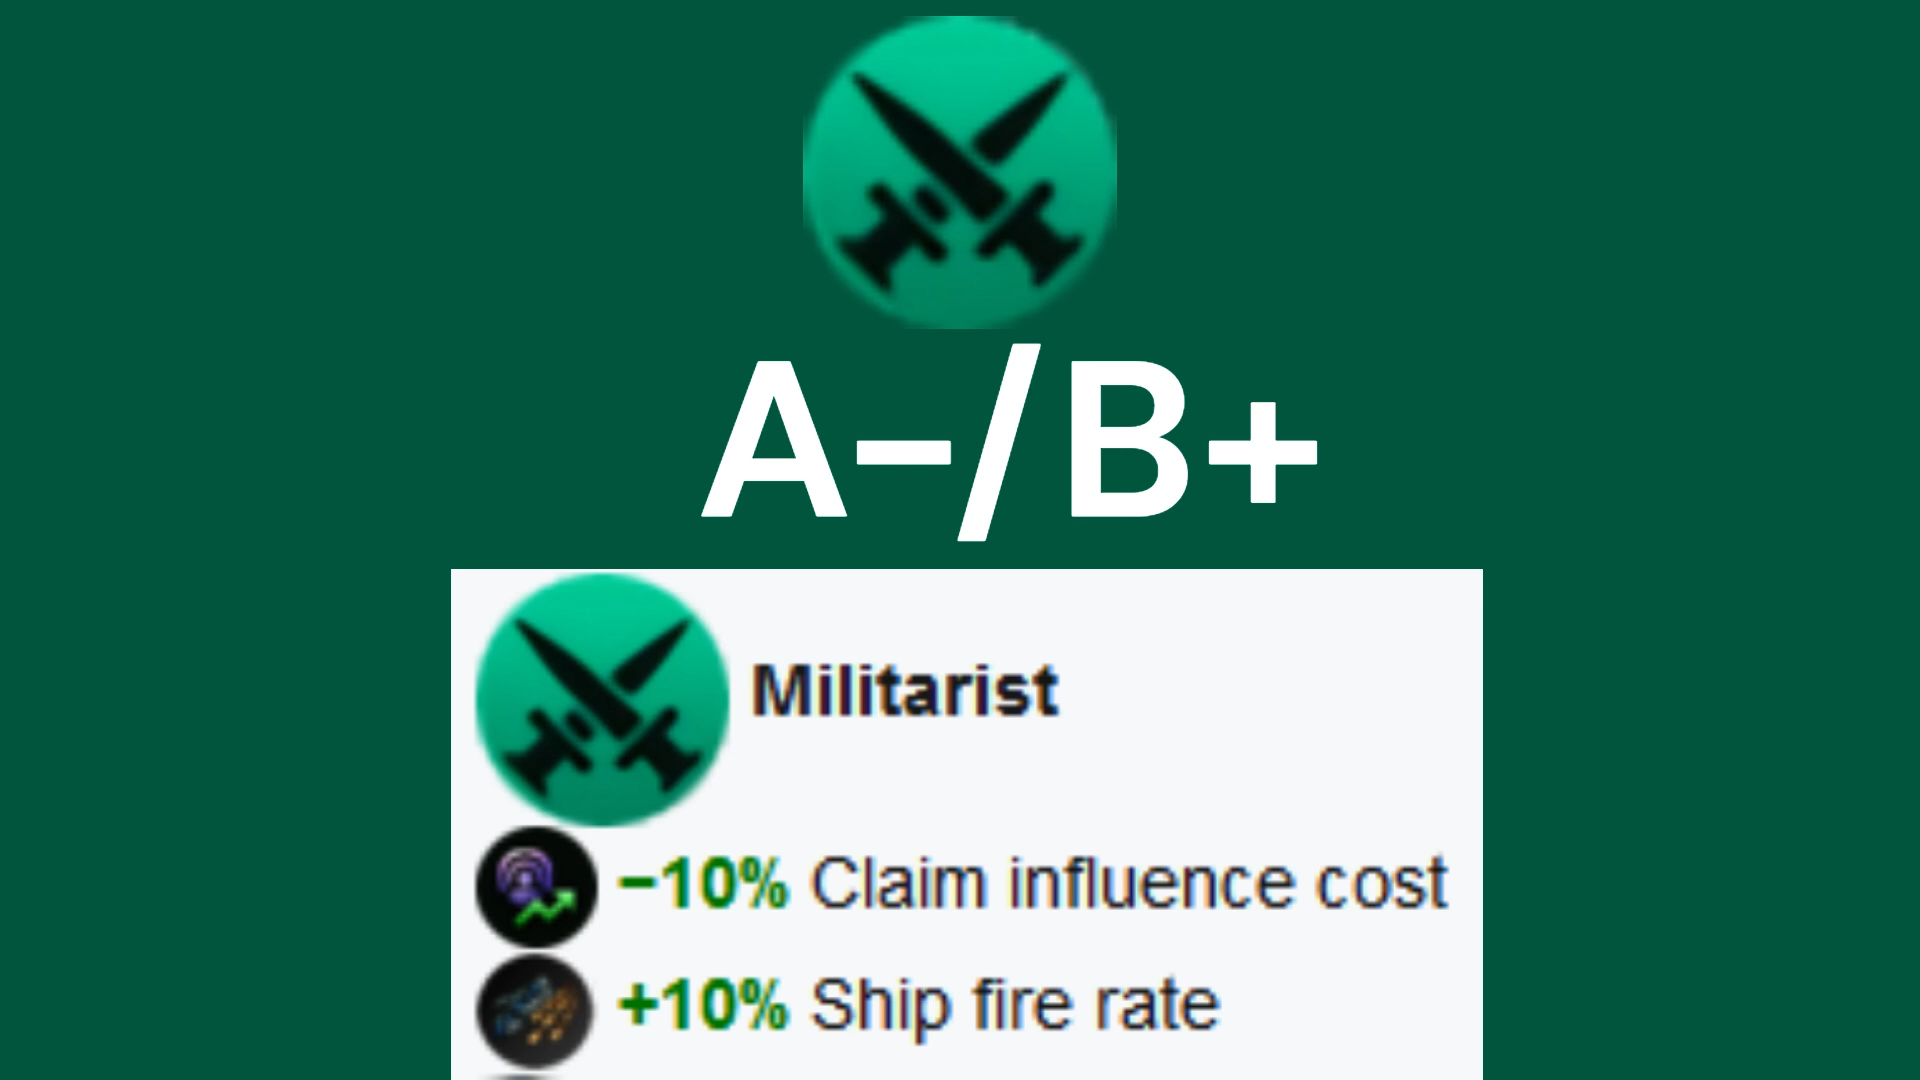 A-/B+
Militarist
−10% Claim influence cost
+10% Ship fire rate